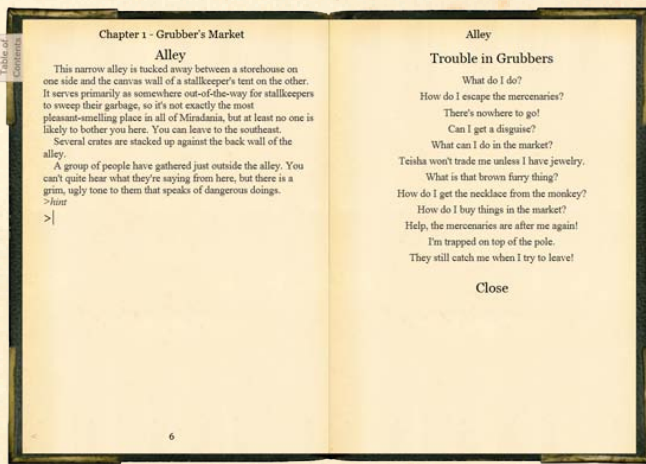 Table of
Contents
Chapter 1 - Grubber's Market
Alley
This narrow alley is tucked away between a storehouse on
one side and the canvas wall of a stallkeeper's tent on the other.
It serves primarily as somewhere out-of-the-way for stallkeepers
to sweep their garbage, so it's not exactly the most
pleasant-smelling place in all of Miradania, but at least no one is
likely to bother you here. You can leave to the southeast.
Several crates are stacked up against the back wall of the
alley.
A group of people have gathered just outside the alley. You
can't quite hear what they're saying from here, but there is a
grim, ugly tone to them that speaks of dangerous doings.
>hint
>
6
Alley
Trouble in Grubbers
What do I do?
How do I escape the mercenaries?
There's nowhere to go!
Can I get a disguise?
What can I do in the market?
Teisha won't trade me unless I have jewelry.
What is that brown furry thing?
How do I get the necklace from the monkey?
How do I buy things in the market?
Help, the mercenaries are after me again!
I'm trapped on top of the pole.
They still catch me when I try to leave!
Close